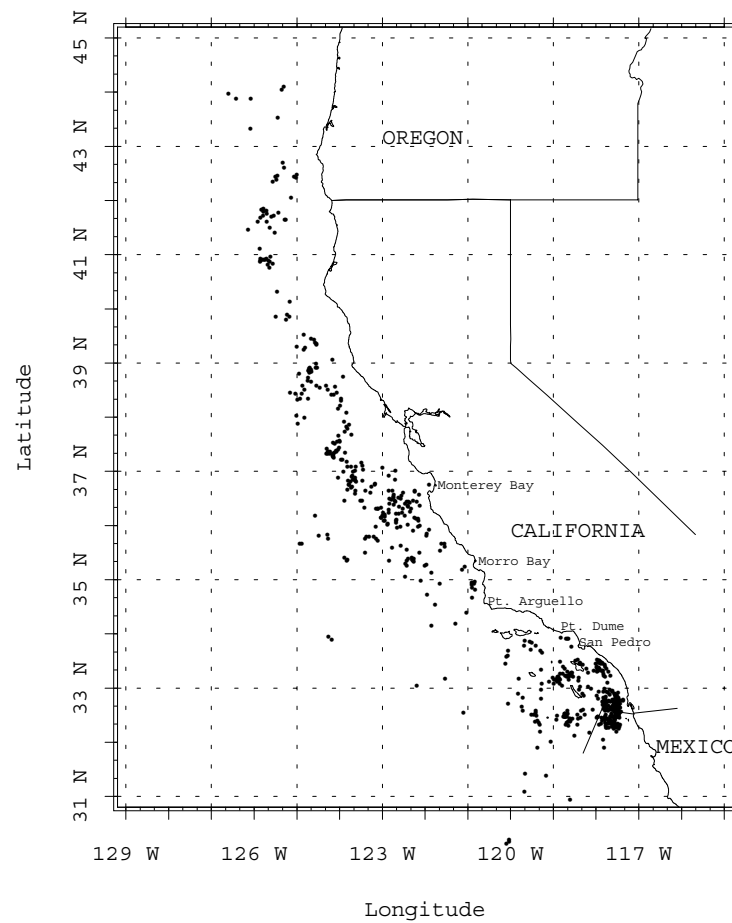 45 N
43 N
41 N
39 N
37 N
35 N
33 N
31 N
Latitude
OREGON
Monterey Bay
CALIFORNIA
Morro Bay
Pt. Arguello
Pt. Dume
San Pedro
MEXICO
129 W 126 W 122 W 120 W 117 W
Longitude